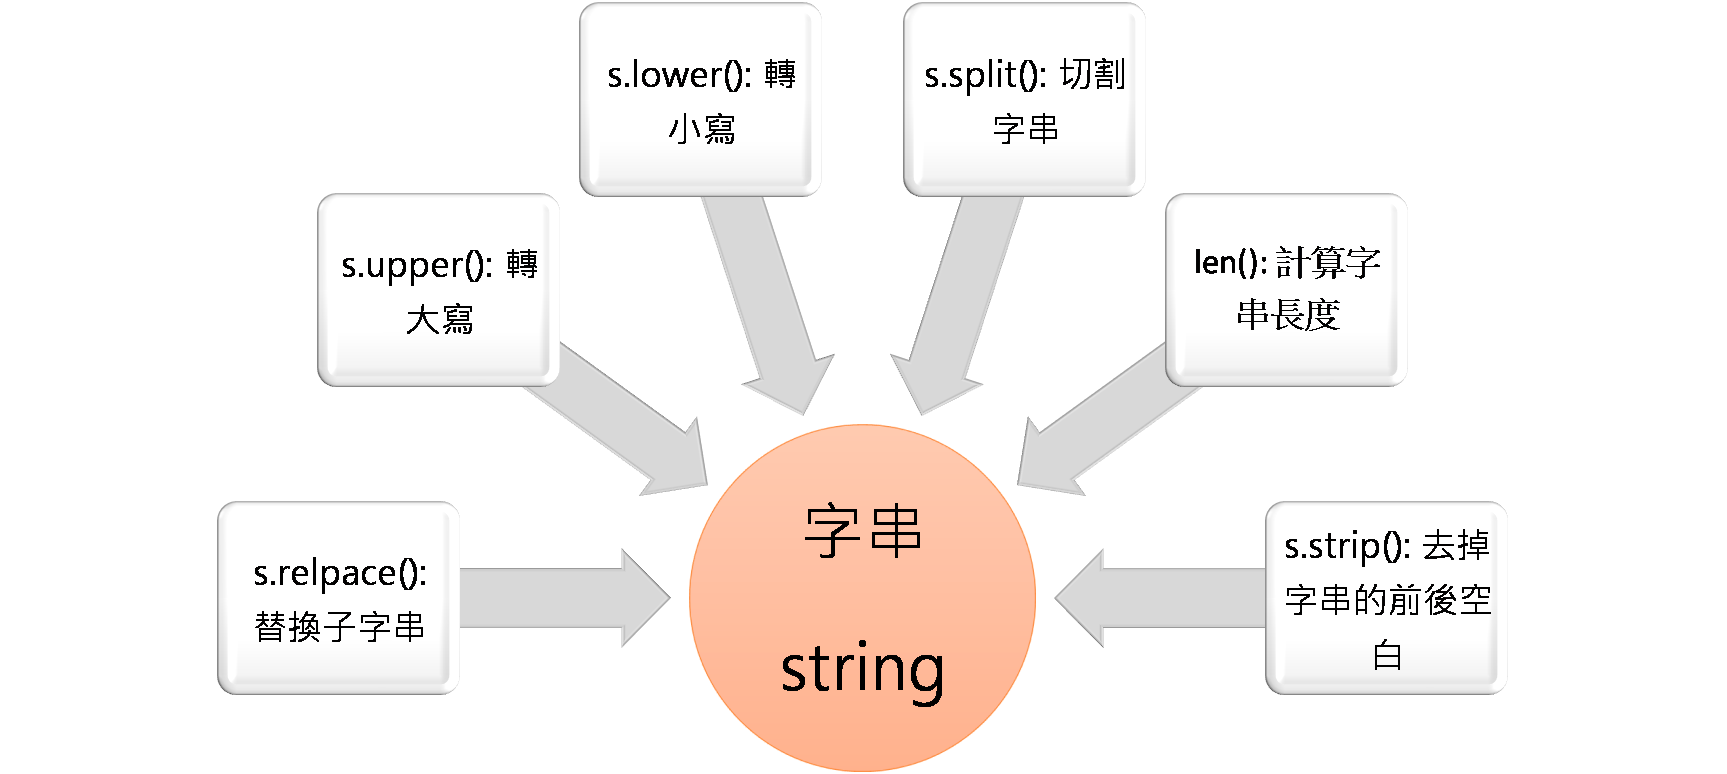 s.lower(): 轉
小寫
s.split(): 切割
字串
s.upper(): 轉
大寫
len(): 計算字
串長度
s.relpace():
替換子字串
字串
string
s.strip(): 去掉
字串的前後空
白